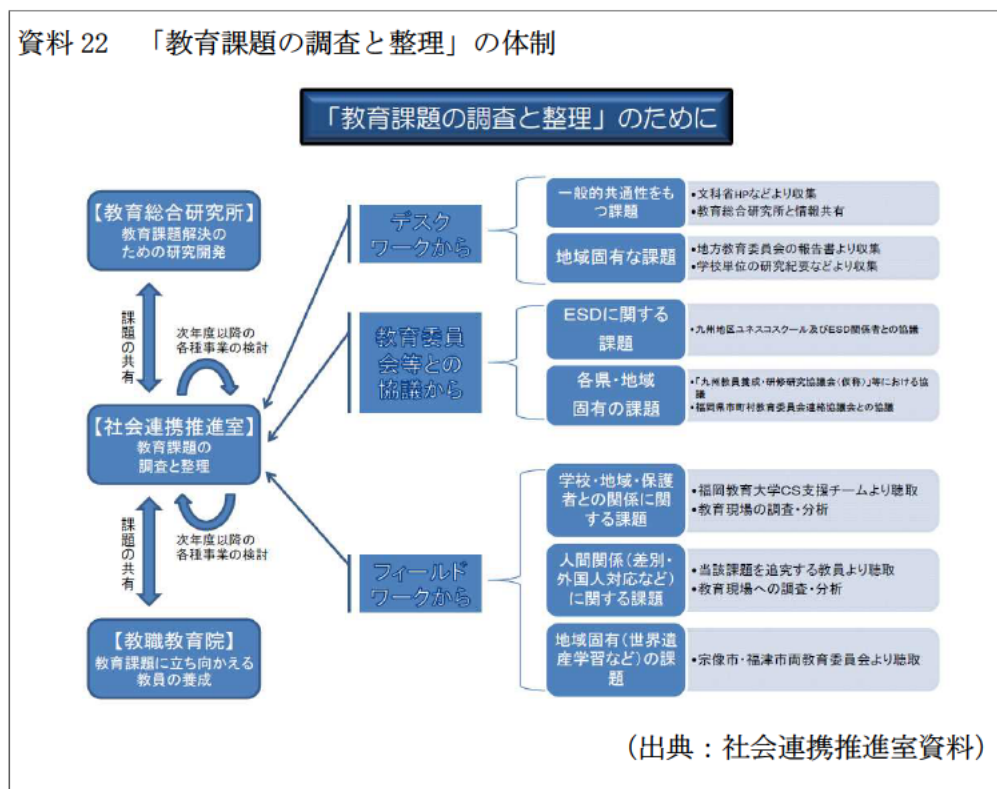 資料 22 「教育課題の調査と整理」の体制
「教育課題の調査と整理」のために
【教育総合研究所】
教育課題解決の
ための研究開発
課題の共有
次年度以降の
各種事業の検討
【社会連携推進室】
教育課題の
調査と整理
課題の共有
次年度以降の
各種事業の検討
【教職教育院】
教育課題に立ち向かえる
教員の養成
デスク
ワークから
一般的共通性をも
つ課題
•文科省HPなどより収集
•教育総合研究所と情報共有
地域固有な課題
•地方教育委員会の報告書より収集
•学校単位の研究紀要などより収集
教育委員
会等との
協議から
ESDに関する
課題
•九州地区ユネスコスクール及びESD関係者との協議
各県・地域
固有の課題
•「九州教員養成・研修研究協議会(仮称)」等における協
議
•福岡県市町村教育委員会連絡協議会との協議
フィールド
ワークから
学校・地域・保護
者との関係に関
する課題
•福岡教育大学CS支援チームより聴取
•教育現場の調査・分析
人間関係(差別・
外国人対応など)
に関する課題
•当該課題を追究する教員より聴取
•教育現場への調査・分析
地域固有(世界遺
産学習など)の課
題
•宗像市・福津市両教育委員会より聴取
（出典：社会連携推進室資料）